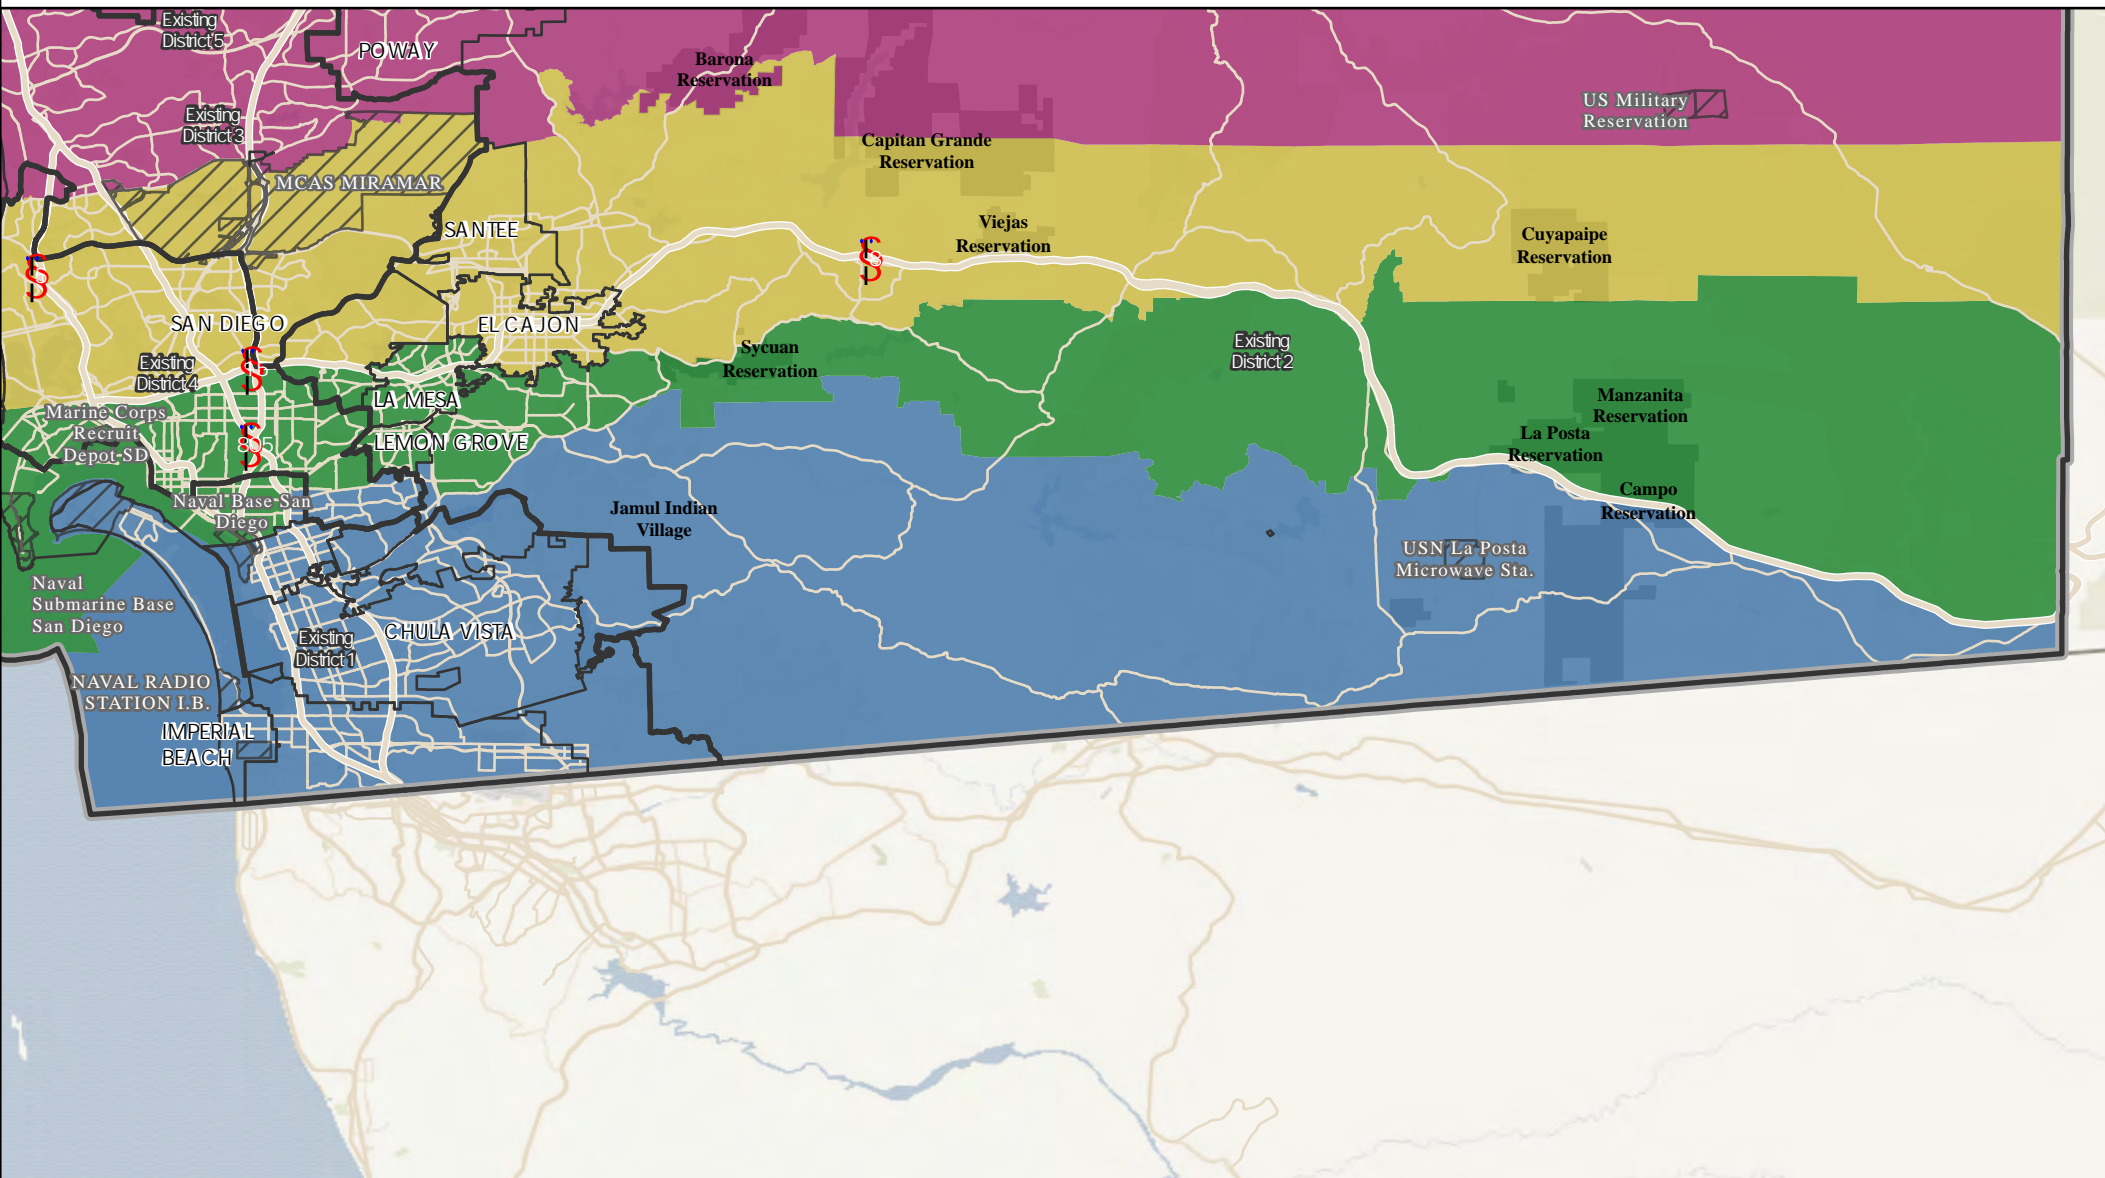 Existing
District 5
POWAY
Barona
Reservation
US Military
Reservation
Existing
District 3
Capitan Grande
Reservation
MCAS MIRAMAR
SANTEE
Viejas
Reservation
Cuyapaipe
Reservation
8
SAN DIEGO
EL CAJON
Existing
District 2
Sycuan
Reservation
Existing
District 4
LA MESA
Manzanita
Reservation
Marine Corps
Recruit
Depot SD
LEMON GROVE
805
La Posta
Reservation
Naval Base San
Diego
Jamul Indian
Village
Campo
Reservation
USN La Posta
Microwave Sta.
Naval
Submarine Base
San Diego
Existing
District 1
CHULA VISTA
NAVAL RADIO
STATION I.B.
IMPERIAL
BEACH